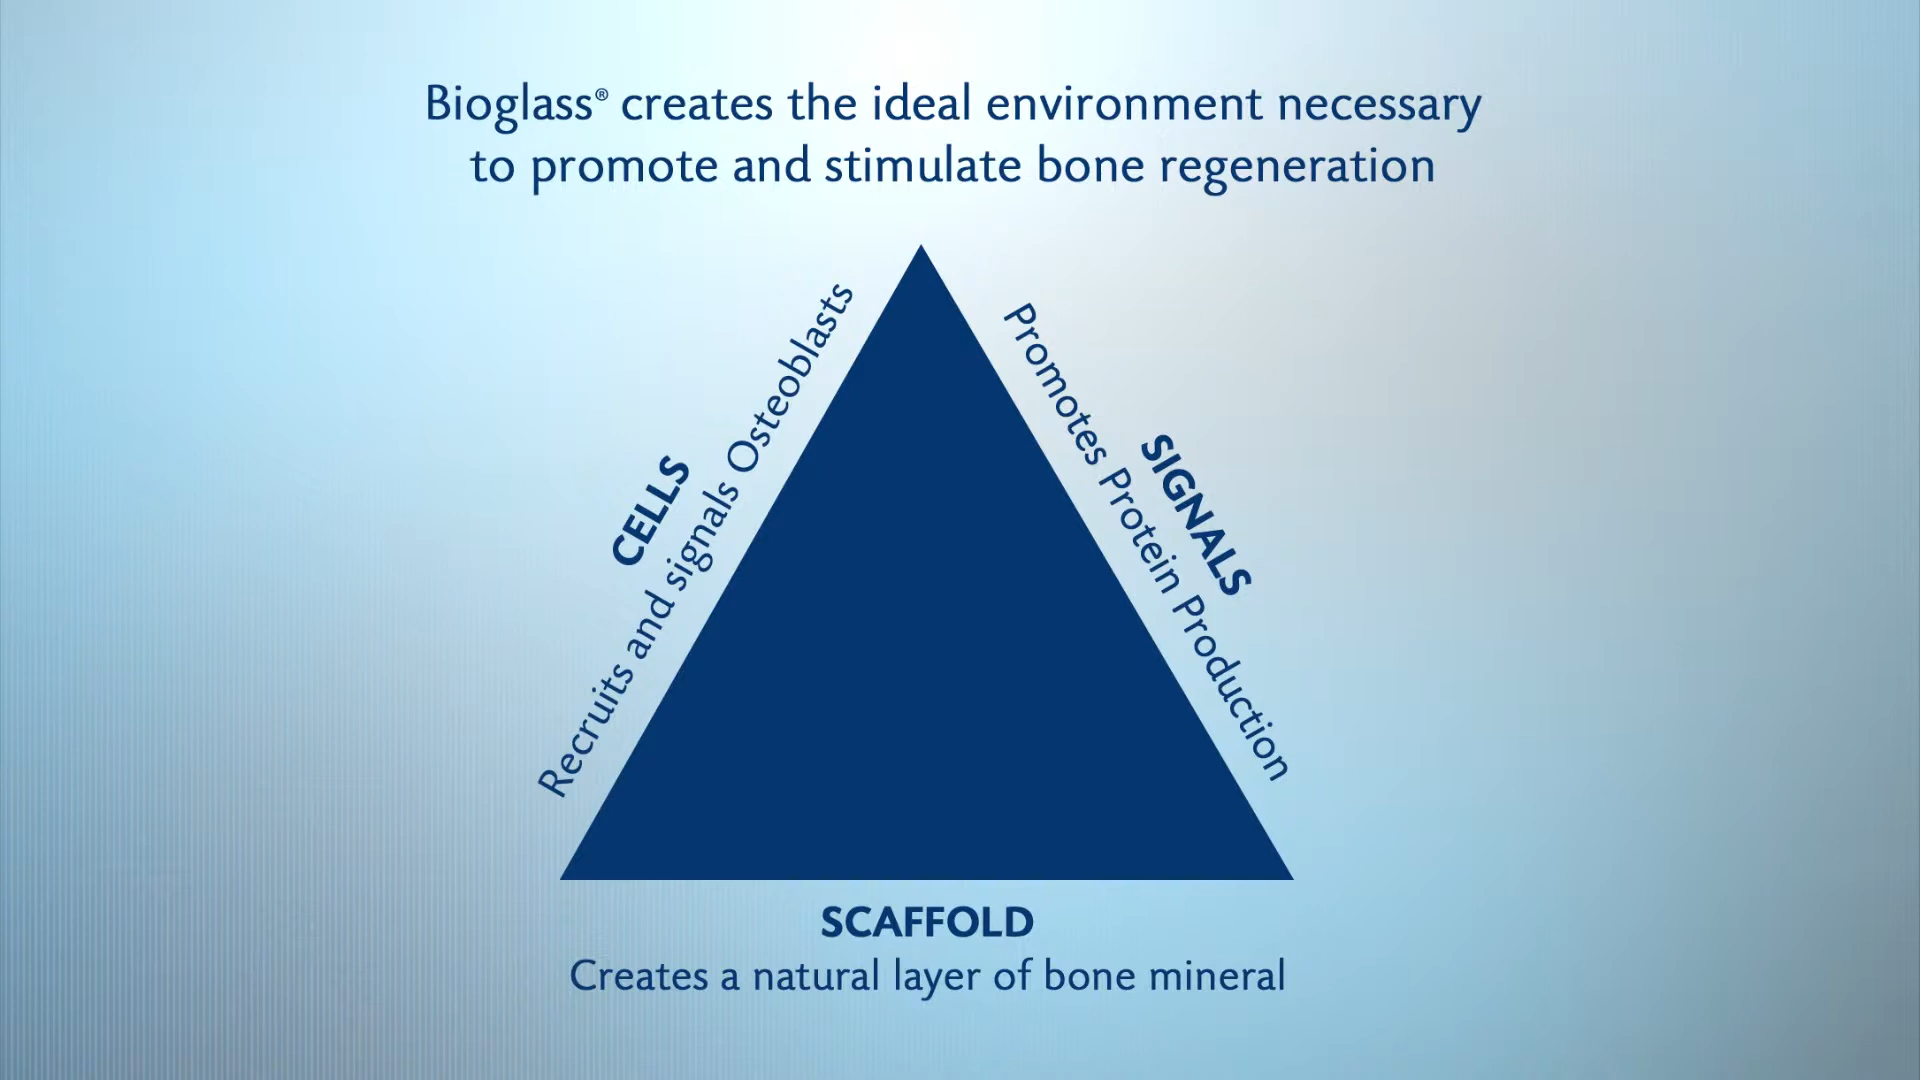 Bioglass® creates the ideal environment necessary
to promote and stimulate bone regeneration
CELLS
Recruits and signals Osteoblasts
SIGNALS
Promotes Protein Production
SCAFFOLD
Creates a natural layer of bone mineral